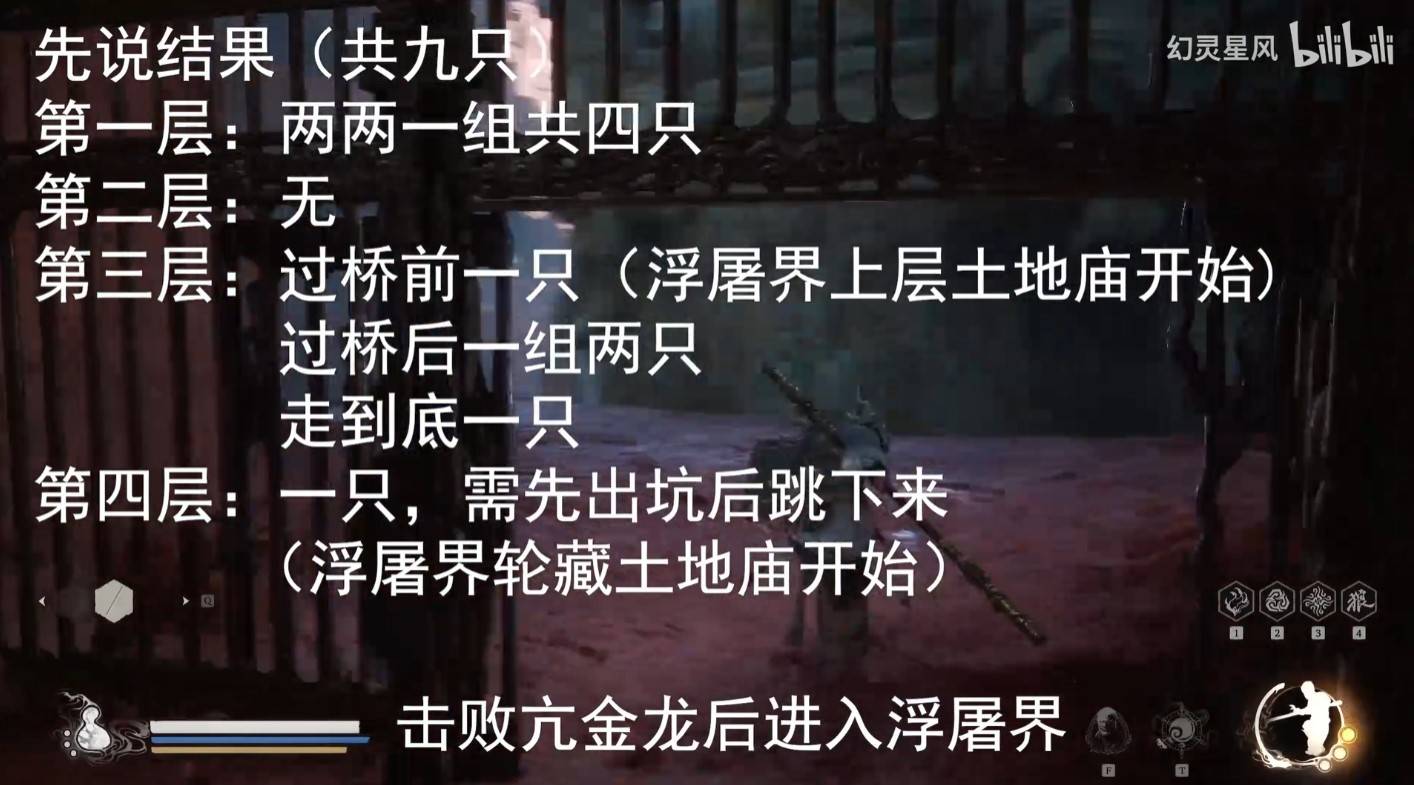 幻灵星风 bilibili
先说结果（共九只）
第一层：两两一组共四只
第二层：无
第三层：过桥前一只（浮屠界上层土地庙开始）
过桥后一组两只
走到底一只
第四层：一只，需先出坑后跳下来
（浮屠界轮藏土地庙开始）
Q
1 2 3 4
击败亢金龙后进入浮屠界
F T